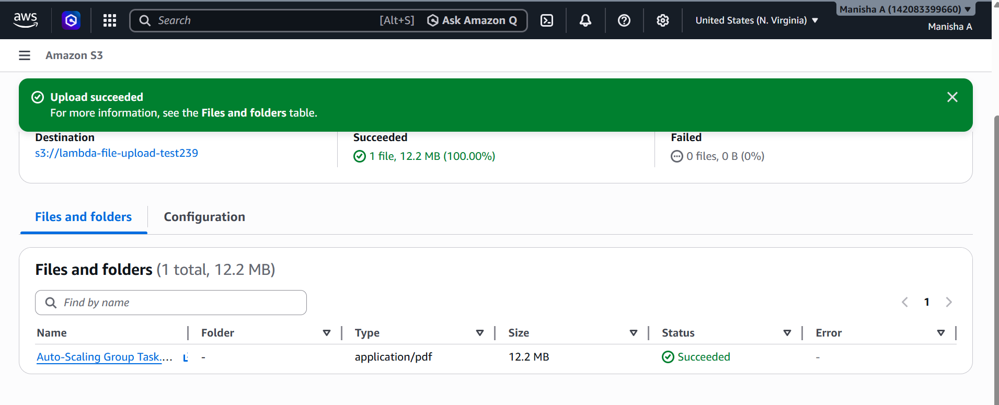 aws
Search [Alt+S] Ask Amazon Q
United States (N. Virginia) ▼
Manisha A (142083399660) ▼
Manisha A
Amazon S3
Upload succeeded
For more information, see the Files and folders table.
Destination
s3://lambda-file-upload-test239
Succeeded
1 file, 12.2 MB (100.00%)
Failed
0 files, 0 B (0%)
Files and folders
Configuration
Files and folders (1 total, 12.2 MB)
Find by name
1
Name Folder Type Size Status Error
Auto-Scaling Group Task.... - application/pdf 12.2 MB Succeeded -